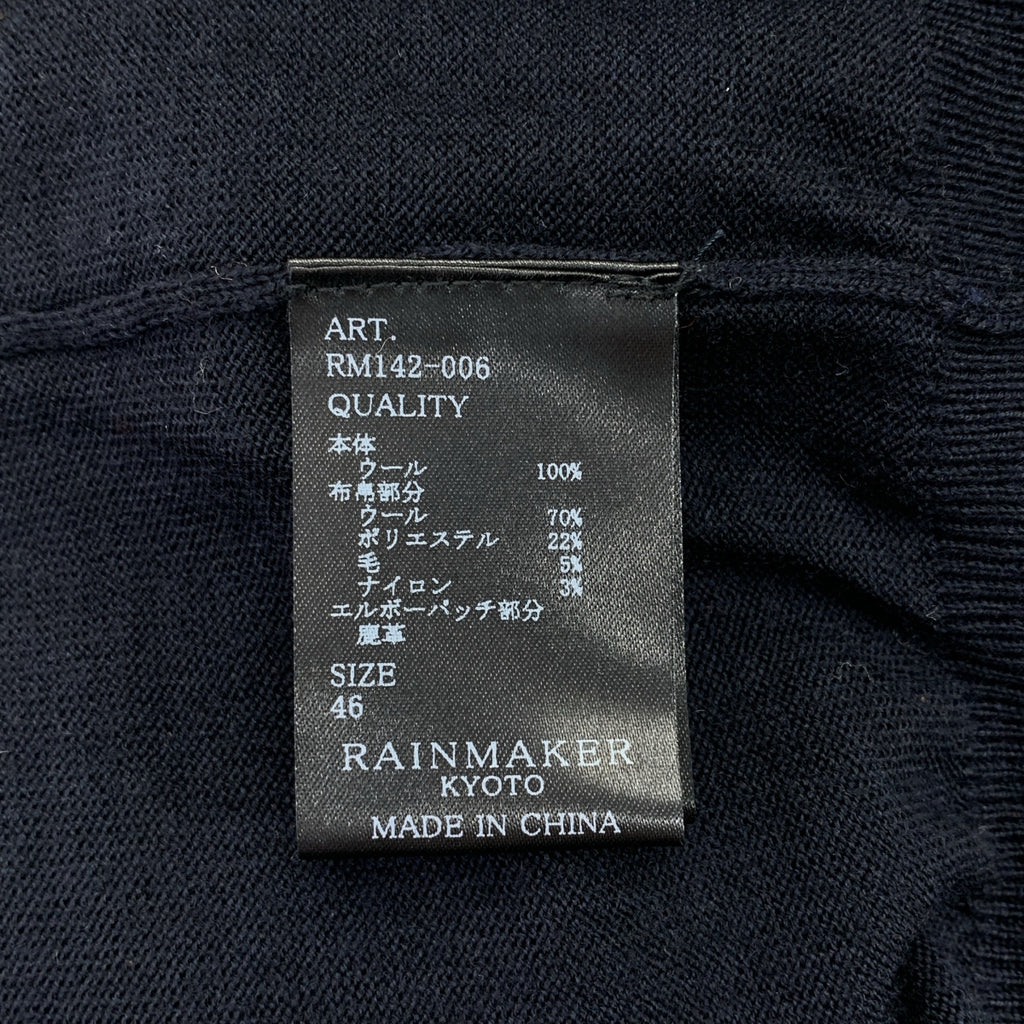 ART.
RM142-006
QUALITY
本体
ウール 100%
布帛部分
ウール 70%
ポリエステル 22%
毛 5%
ナイロン 3%
エルボーパッチ部分
鹿革
SIZE
46
RAINMAKER
KYOTO
MADE IN CHINA